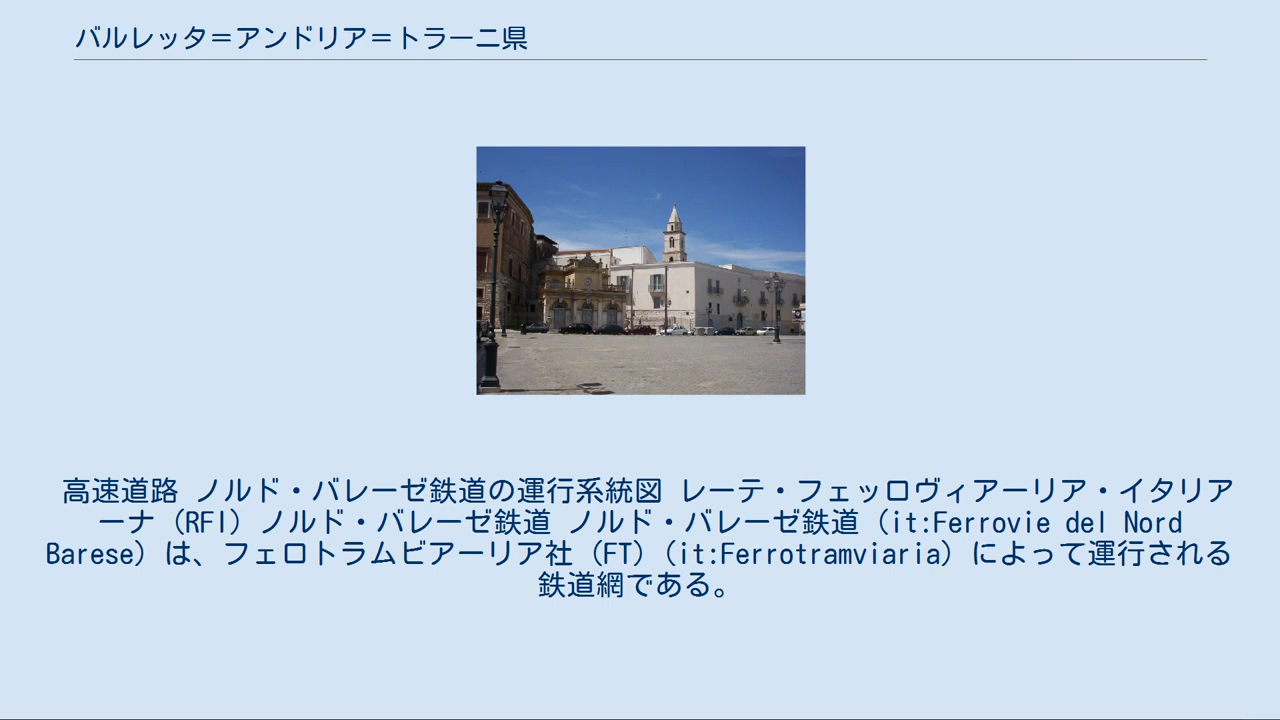 バルレッタ＝アンドリア＝トラーニ県
高速道路 ノルド・バレーゼ鉄道の運行系統図 レーテ・フェッロヴィアーリア・イタリア
ーナ（RFI）ノルド・バレーゼ鉄道 ノルド・バレーゼ鉄道（it:Ferrovie del Nord
Barese）は、フェロトラムビアーリア社（FT）（it:Ferrotramviaria）によって運行される
鉄道網である。